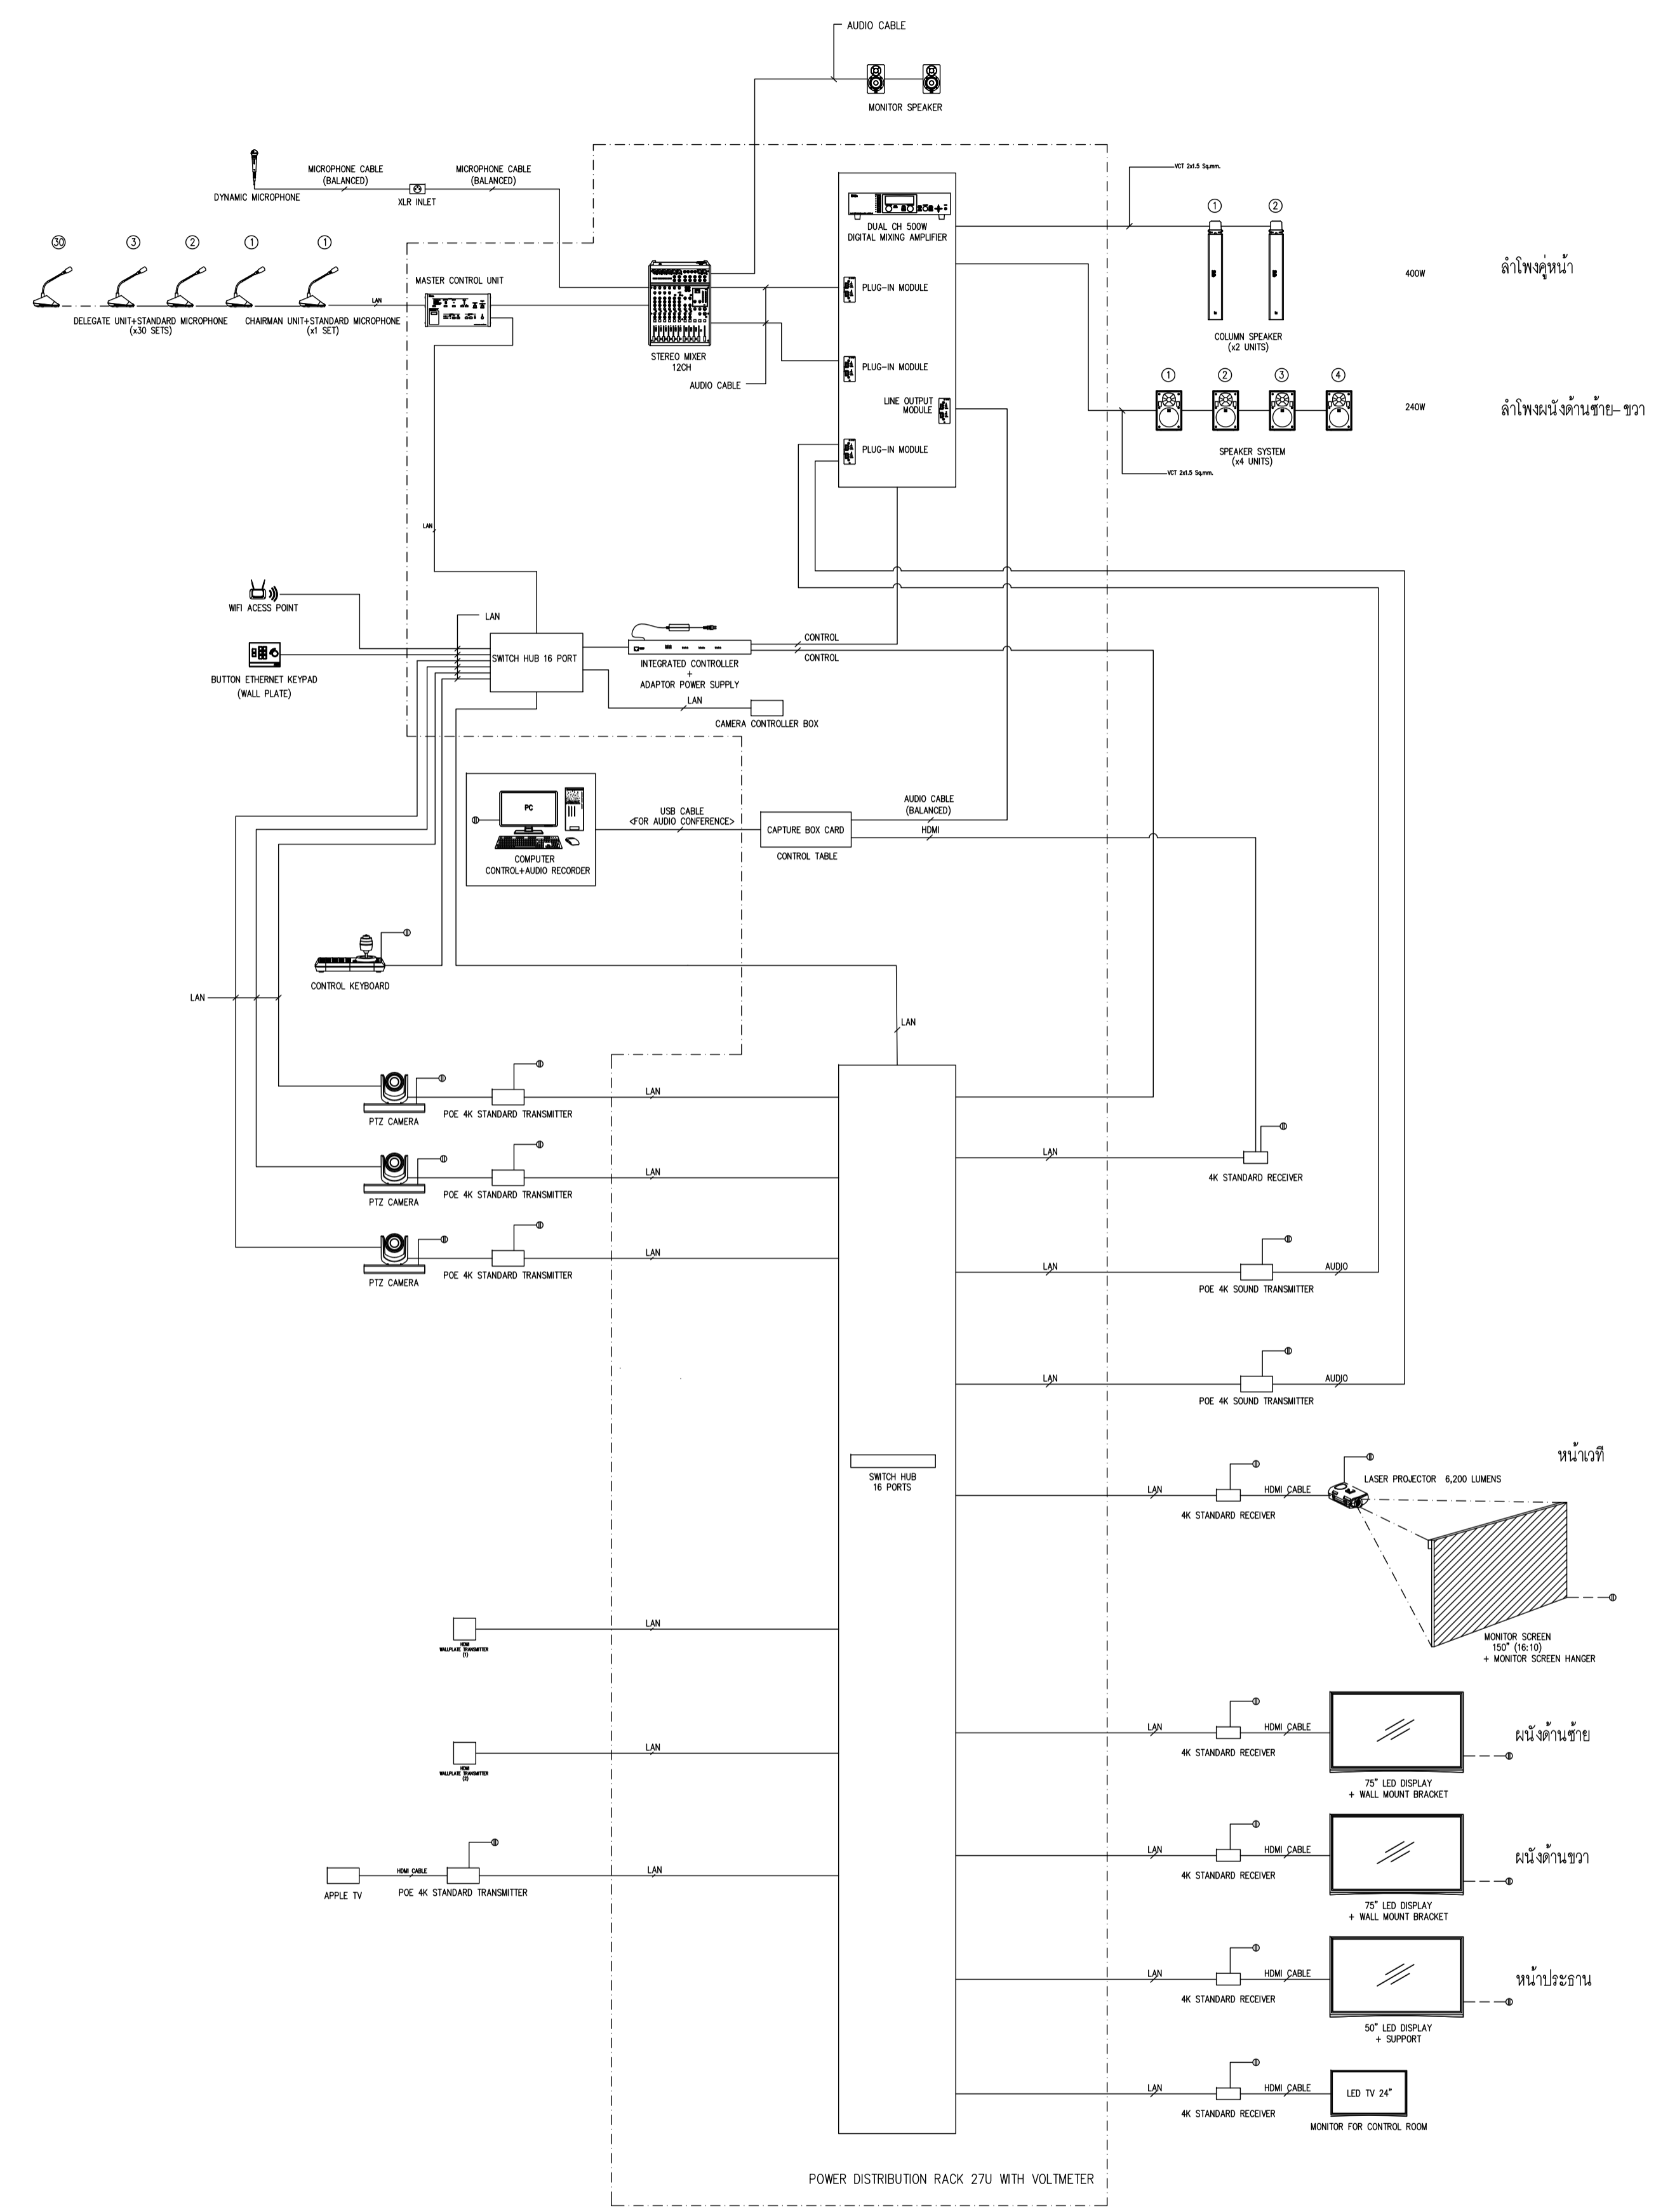 AUDIO CABLE
MONITOR SPEAKER
DYNAMIC MICROPHONE
MICROPHONE CABLE
(BALANCED)
XLR INLET
MICROPHONE CABLE
(BALANCED)
30
3
2
1
1
DELEGATE UNIT+STANDARD MICROPHONE
(x30 SETS)
CHAIRMAN UNIT+STANDARD MICROPHONE
(x1 SET)
LAN
MASTER CONTROL UNIT
STEREO MIXER
12CH
AUDIO CABLE
DUAL CH 500W
DIGITAL MIXING AMPLIFIER
PLUG-IN MODULE
PLUG-IN MODULE
LINE OUTPUT
MODULE
PLUG-IN MODULE
VCT 2x1.5 Sq.mm.
1
2
COLUMN SPEAKER
(x2 UNITS)
400W
ลำโพงคู่หน้า
1
2
3
4
SPEAKER SYSTEM
(x4 UNITS)
VCT 2x1.5 Sq.mm.
240W
ลำโพงผนังด้านซ้าย-ขวา
LAN
WIFI ACESS POINT
BUTTON ETHERNET KEYPAD
(WALL PLATE)
LAN
SWITCH HUB 16 PORT
INTEGRATED CONTROLLER
+
ADAPTOR POWER SUPPLY
CONTROL
CONTROL
LAN
CAMERA CONTROLLER BOX
PC
COMPUTER
CONTROL+AUDIO RECORDER
USB CABLE
<FOR AUDIO CONFERENCE>
CAPTURE BOX CARD
CONTROL TABLE
AUDIO CABLE
(BALANCED)
HDMI
CONTROL KEYBOARD
LAN
LAN
PTZ CAMERA
POE 4K STANDARD TRANSMITTER
LAN
PTZ CAMERA
POE 4K STANDARD TRANSMITTER
LAN
PTZ CAMERA
POE 4K STANDARD TRANSMITTER
LAN
LAN
4K STANDARD RECEIVER
LAN
POE 4K SOUND TRANSMITTER
AUDIO
LAN
POE 4K SOUND TRANSMITTER
AUDIO
SWITCH HUB
16 PORTS
LAN
4K STANDARD RECEIVER
HDMI CABLE
หน้าเวที
LASER PROJECTOR 6,200 LUMENS
MONITOR SCREEN
150" (16:10)
+ MONITOR SCREEN HANGER
HDMI
WALLPLATE TRANSMITTER
(1)
LAN
HDMI
WALLPLATE TRANSMITTER
(2)
LAN
APPLE TV
HDMI CABLE
POE 4K STANDARD TRANSMITTER
LAN
LAN
4K STANDARD RECEIVER
HDMI CABLE
75" LED DISPLAY
+ WALL MOUNT BRACKET
ผนังด้านซ้าย
LAN
4K STANDARD RECEIVER
HDMI CABLE
75" LED DISPLAY
+ WALL MOUNT BRACKET
ผนังด้านขวา
LAN
4K STANDARD RECEIVER
HDMI CABLE
50" LED DISPLAY
+ SUPPORT
หน้าประธาน
LAN
4K STANDARD RECEIVER
HDMI CABLE
LED TV 24"
MONITOR FOR CONTROL ROOM
POWER DISTRIBUTION RACK 27U WITH VOLTMETER